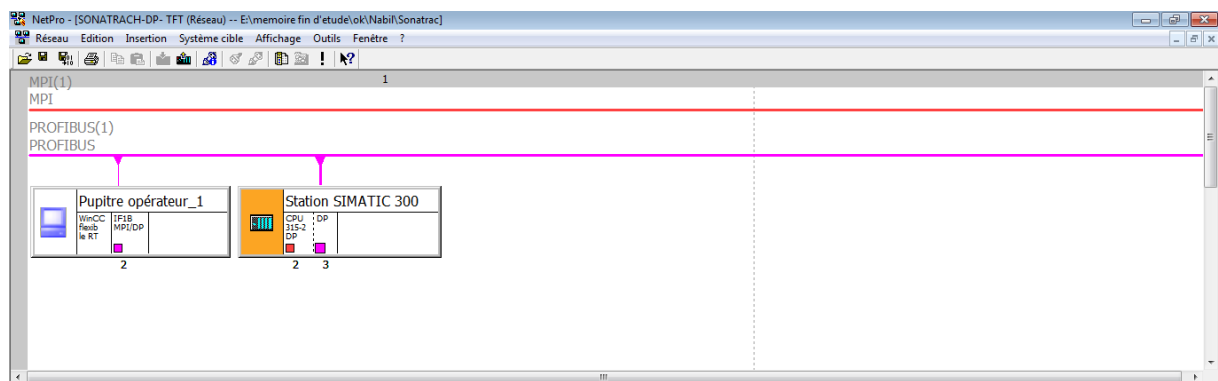 NetPro - [SONATRACH-DP- TFT (Réseau) -- E:\memoire fin d'etude\ok\Nabil\Sonatrac]
Réseau Edition Insertion Système cible Affichage Outils Fenêtre ?
1
MPI(1)
MPI
PROFIBUS(1)
PROFIBUS
Pupitre opérateur_1
WinCC
flexib
le RT
IF1B
MPI/DP
2
Station SIMATIC 300
CPU
315-2
DP
DP
2 3